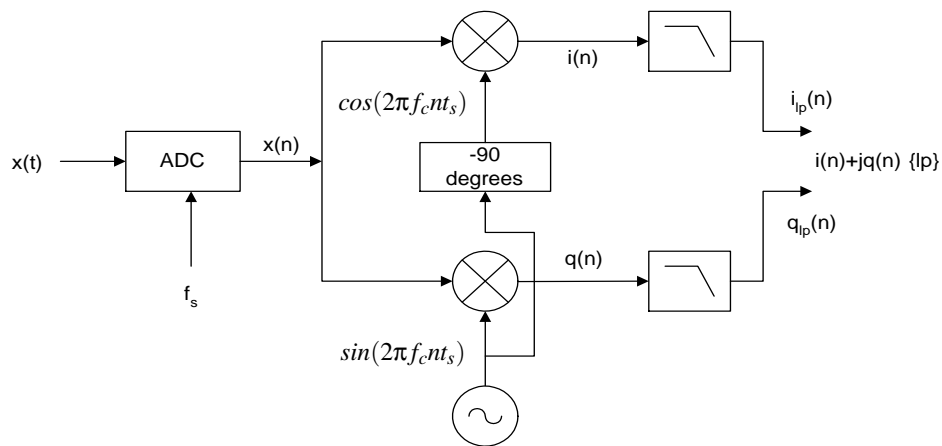 x(t)
ADC
x(n)
f_s
cos(2πf_cnt_s)
-90
degrees
sin(2πf_cnt_s)
i(n)
q(n)
i_lp(n)
i(n)+jq(n) {lp}
q_lp(n)